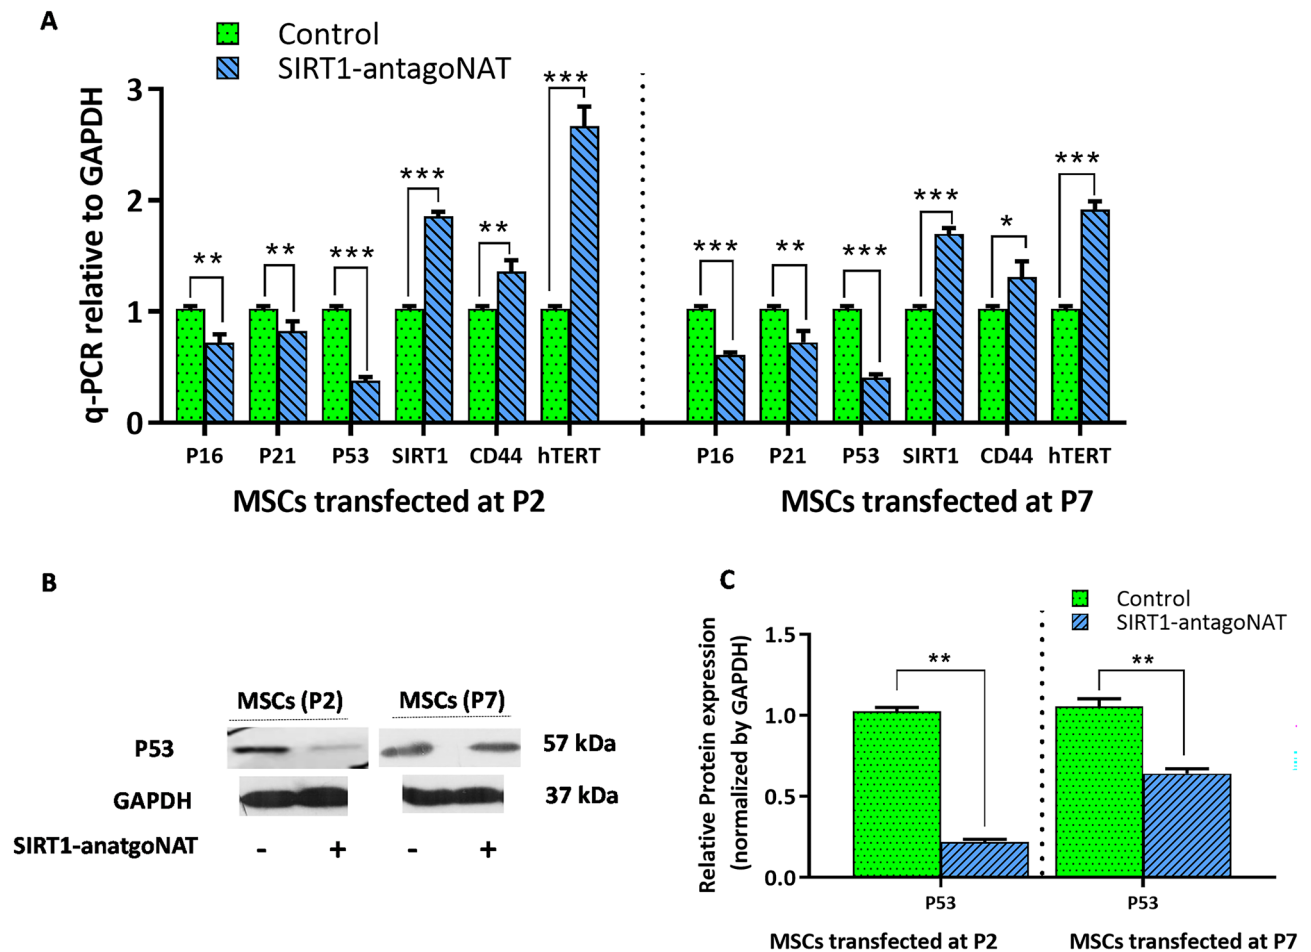 A
Control
SIRT1-antagoNAT
q-PCR relative to GAPDH
3
2
1
0
** ** *** *** ** ***
*** ** *** *** * ***
P16 P21 P53 SIRT1 CD44 hTERT
P16 P21 P53 SIRT1 CD44 hTERT
MSCs transfected at P2
MSCs transfected at P7
B
MSCs (P2) MSCs (P7)
P53 57 kDa
GAPDH 37 kDa
SIRT1-anatgoNAT - + - +
C
Control
SIRT1-antagoNAT
Relative Protein expression
(normalized by GAPDH)
1.5
1.0
0.5
0.0
** **
P53 P53
MSCs transfected at P2 MSCs transfected at P7